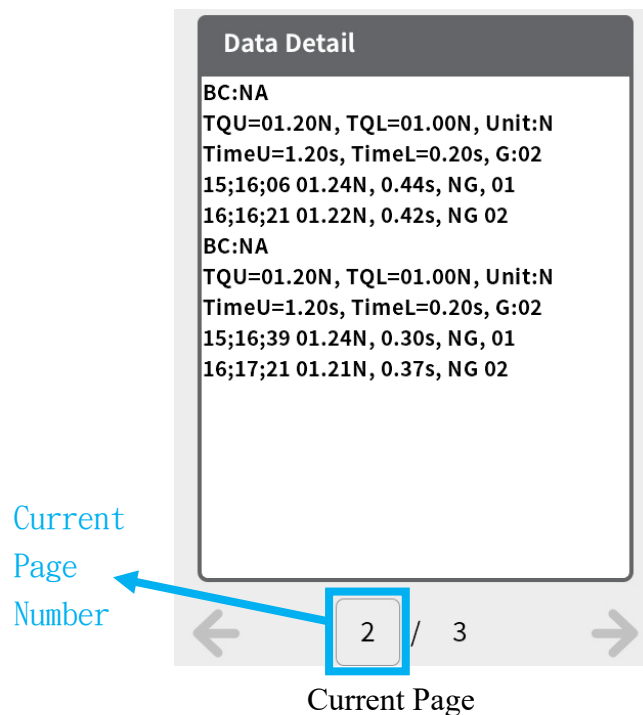 Data Detail
BC:NA
TQU=01.20N, TQL=01.00N, Unit:N
TimeU=1.20s, TimeL=0.20s, G:02
15;16;06 01.24N, 0.44s, NG, 01
16;16;21 01.22N, 0.42s, NG 02
BC:NA
TQU=01.20N, TQL=01.00N, Unit:N
TimeU=1.20s, TimeL=0.20s, G:02
15;16;39 01.24N, 0.30s, NG, 01
16;17;21 01.21N, 0.37s, NG 02
Current
Page
Number
2 / 3
Current Page